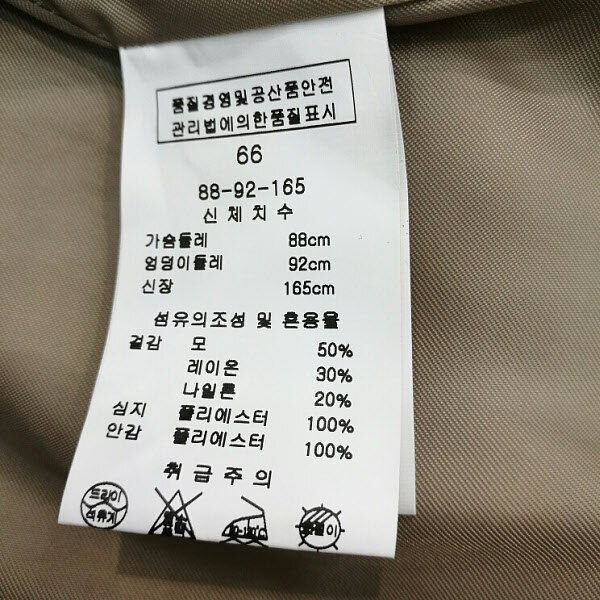 품질경영및공산품안전
관리법에의한품질표시
66
88-92-165
신체치수
가슴둘레 88cm
엉덩이둘레 92cm
신장 165cm
섬유의조성 및 혼용율
겉감 모 50%
레이온 30%
나일론 20%
심지 폴리에스터 100%
안감 폴리에스터 100%
취급주의
드라이
석유계